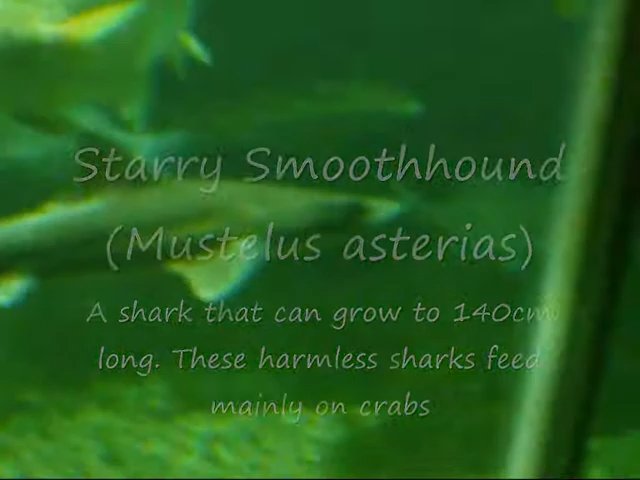 Starry Smoothhound
(Mustelus asterias)
A shark that can grow to 140cm
long. These harmless sharks feed
mainly on crabs